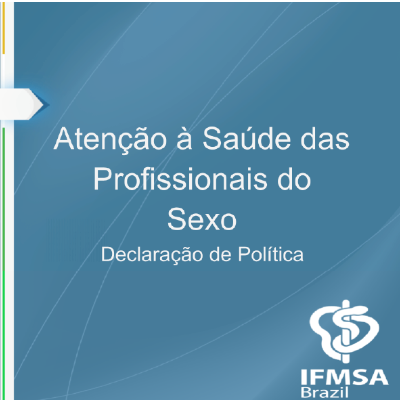 Atenção à Saúde das
Profissionais do
Sexo
Declaração de Política
IFMSA
Brazil